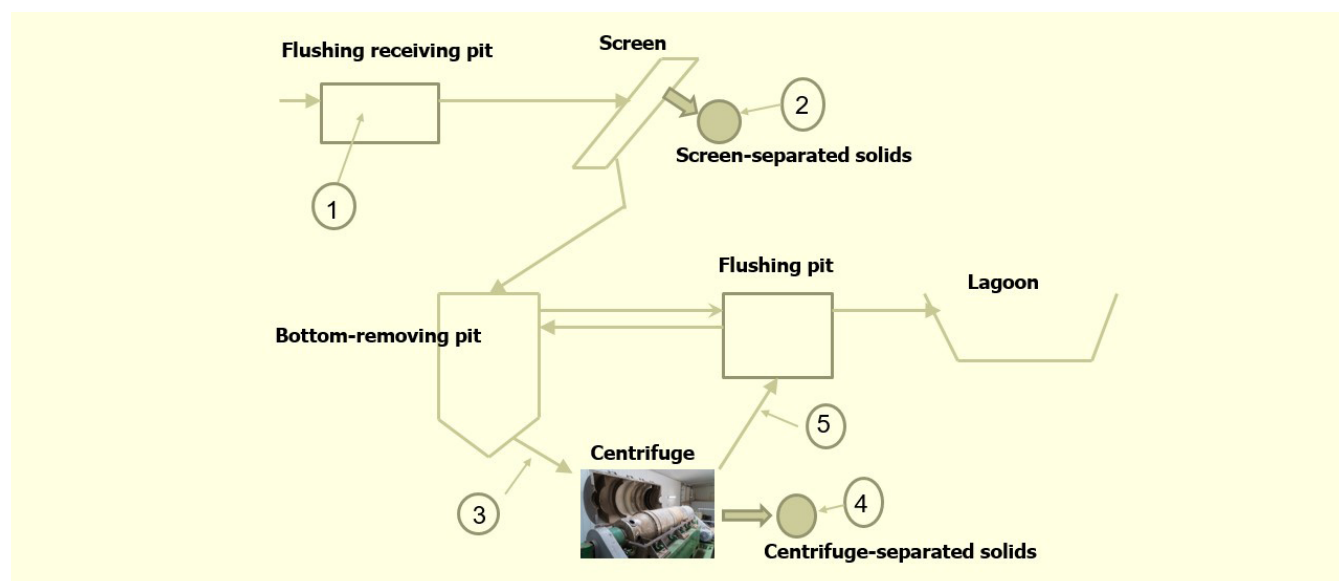 Flushing receiving pit
Screen
1
2
Screen-separated solids
Flushing pit
Lagoon
Bottom-removing pit
5
Centrifuge
3
4
Centrifuge-separated solids